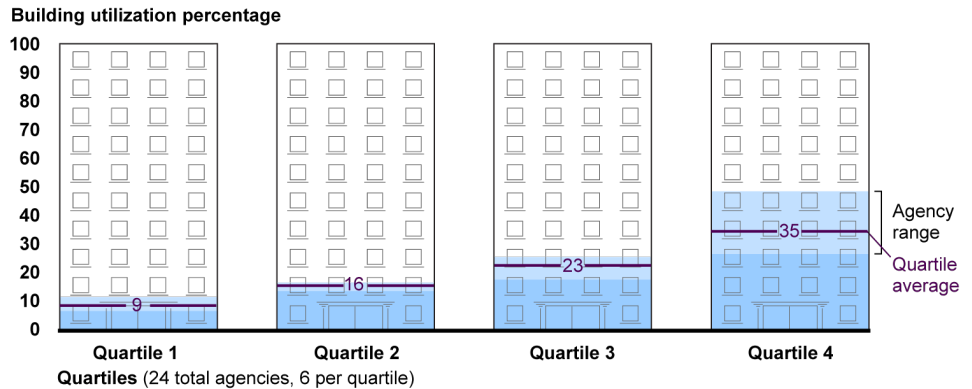 Building utilization percentage
100
90
80
70
60
50
40
30
20
10
0
9
16
23
35
Agency
range
Quartile
average
Quartile 1
Quartile 2
Quartile 3
Quartile 4
Quartiles (24 total agencies, 6 per quartile)